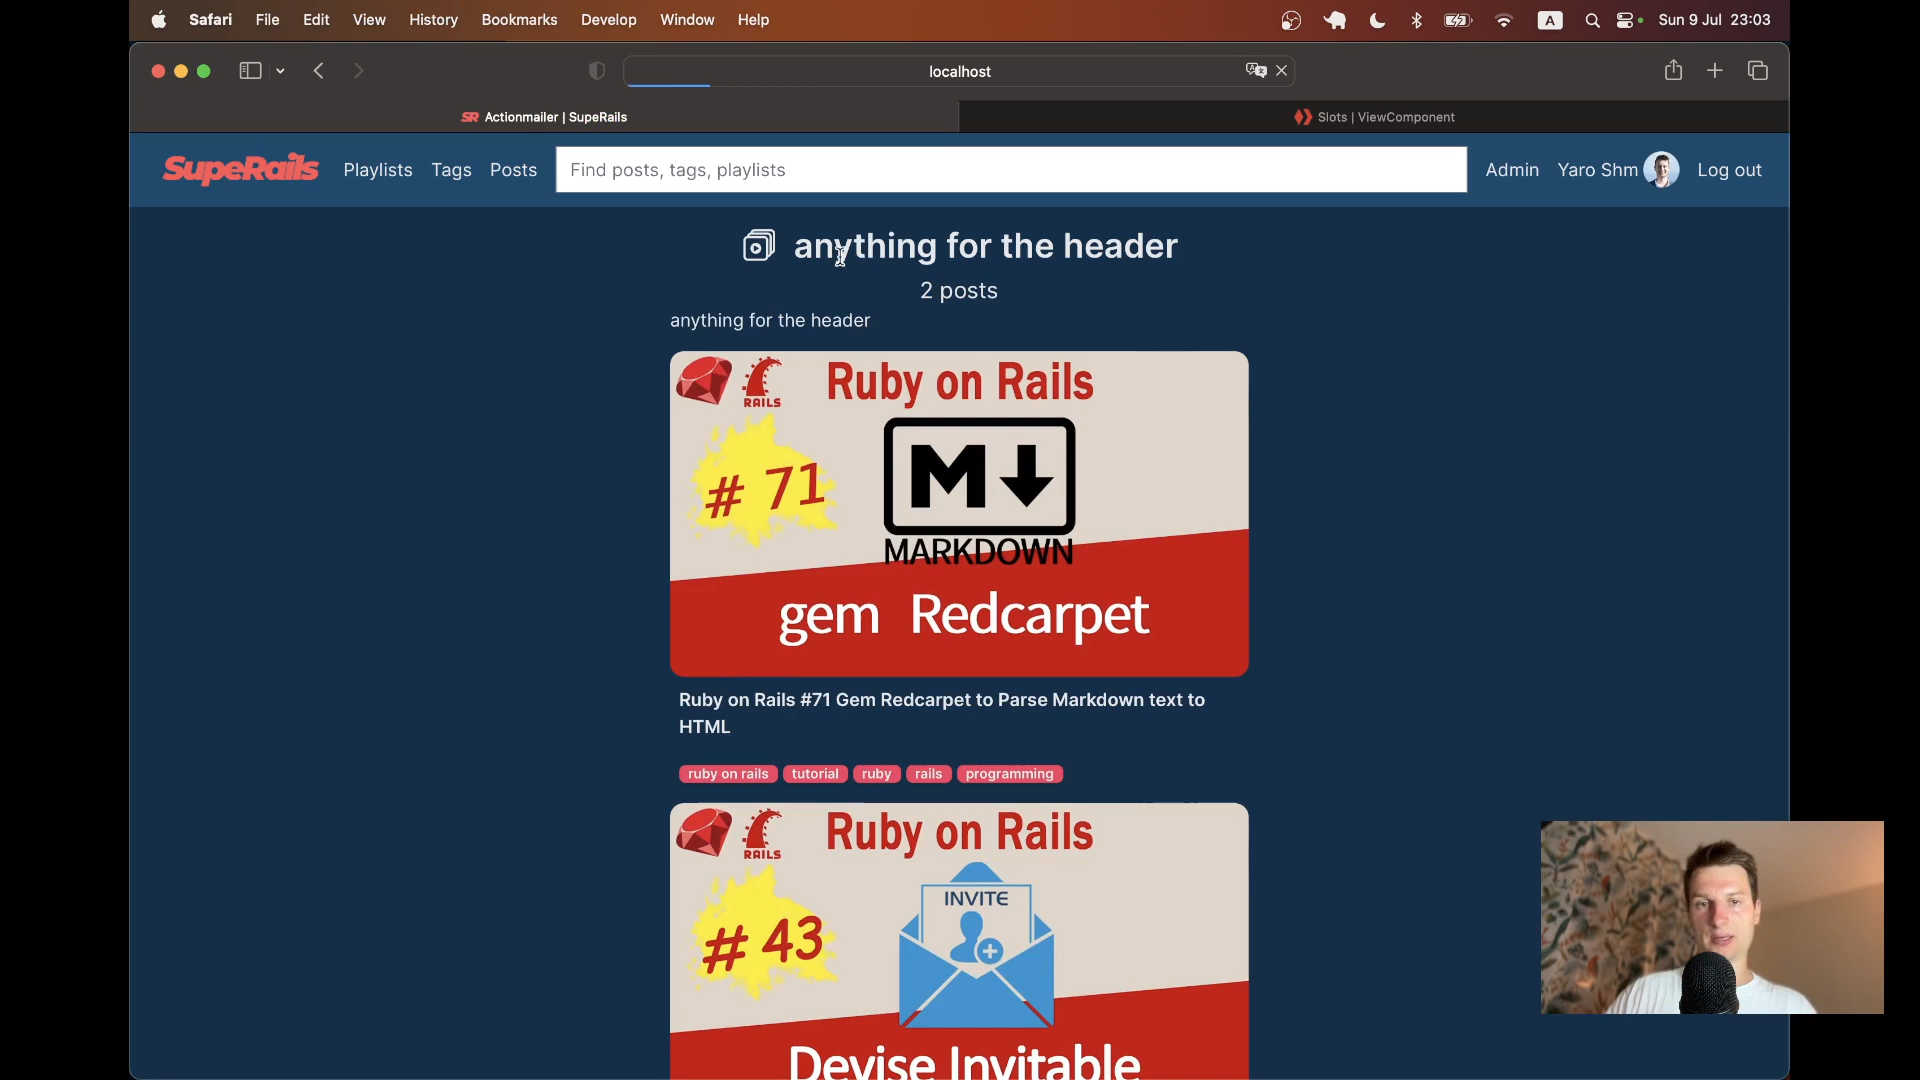 Safari File Edit View History Bookmarks Develop Window Help A Sun 9 Jul 23:03
localhost
SR Actionmailer | SupeRails
Slots | ViewComponent
SupeRails Playlists Tags Posts Find posts, tags, playlists Admin Yaro Shm Log out
anything for the header
2 posts
anything for the header
Ruby on Rails
RAILS
# 71
M
MARKDOWN
gem Redcarpet
Ruby on Rails #71 Gem Redcarpet to Parse Markdown text to
HTML
ruby on rails tutorial ruby rails programming
Ruby on Rails
RAILS
INVITE
# 43
Devise Invitable